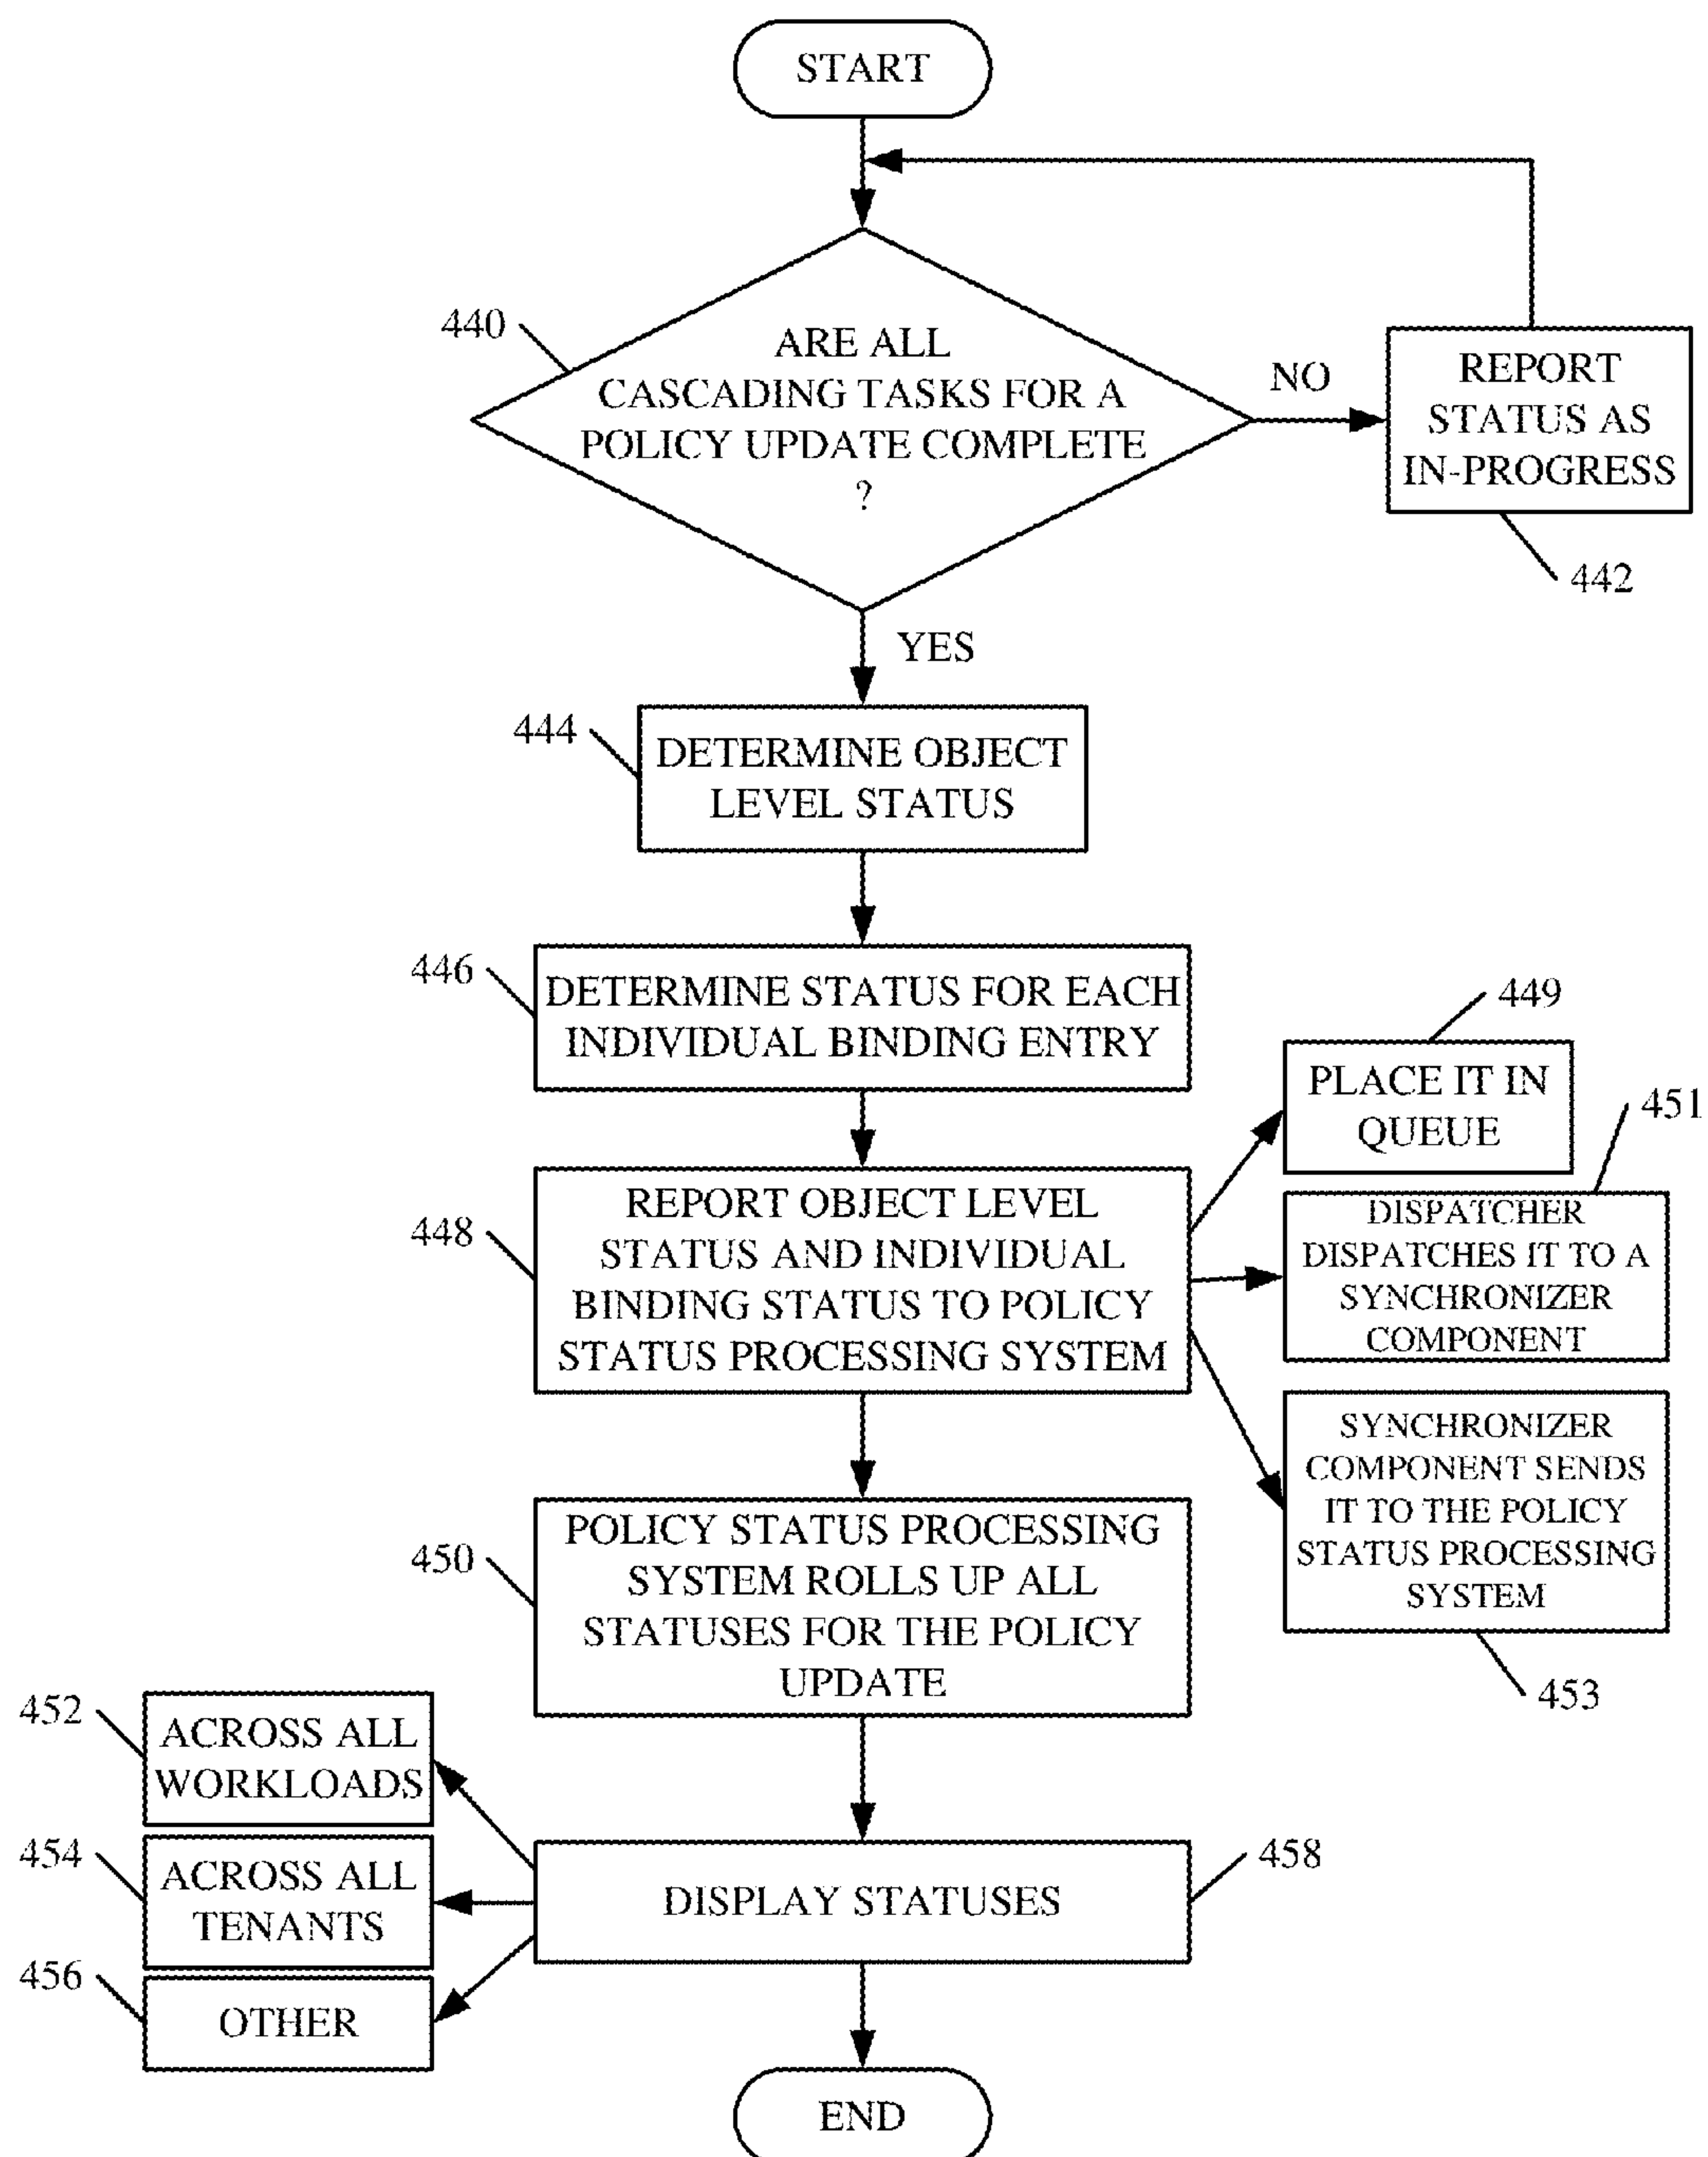 START
440
ARE ALL
CASCADING TASKS FOR A
POLICY UPDATE COMPLETE
?
NO
REPORT
STATUS AS
IN-PROGRESS
442
YES
444
DETERMINE OBJECT
LEVEL STATUS
446
DETERMINE STATUS FOR EACH
INDIVIDUAL BINDING ENTRY
449
PLACE IT IN
QUEUE
451
448
REPORT OBJECT LEVEL
STATUS AND INDIVIDUAL
BINDING STATUS TO POLICY
STATUS PROCESSING SYSTEM
DISPATCHER
DISPATCHES IT TO A
SYNCHRONIZER
COMPONENT
SYNCHRONIZER
COMPONENT SENDS
IT TO THE POLICY
STATUS PROCESSING
SYSTEM
453
450
POLICY STATUS PROCESSING
SYSTEM ROLLS UP ALL
STATUSES FOR THE POLICY
UPDATE
452
ACROSS ALL
WORKLOADS
454
ACROSS ALL
TENANTS
456
OTHER
DISPLAY STATUSES
458
END